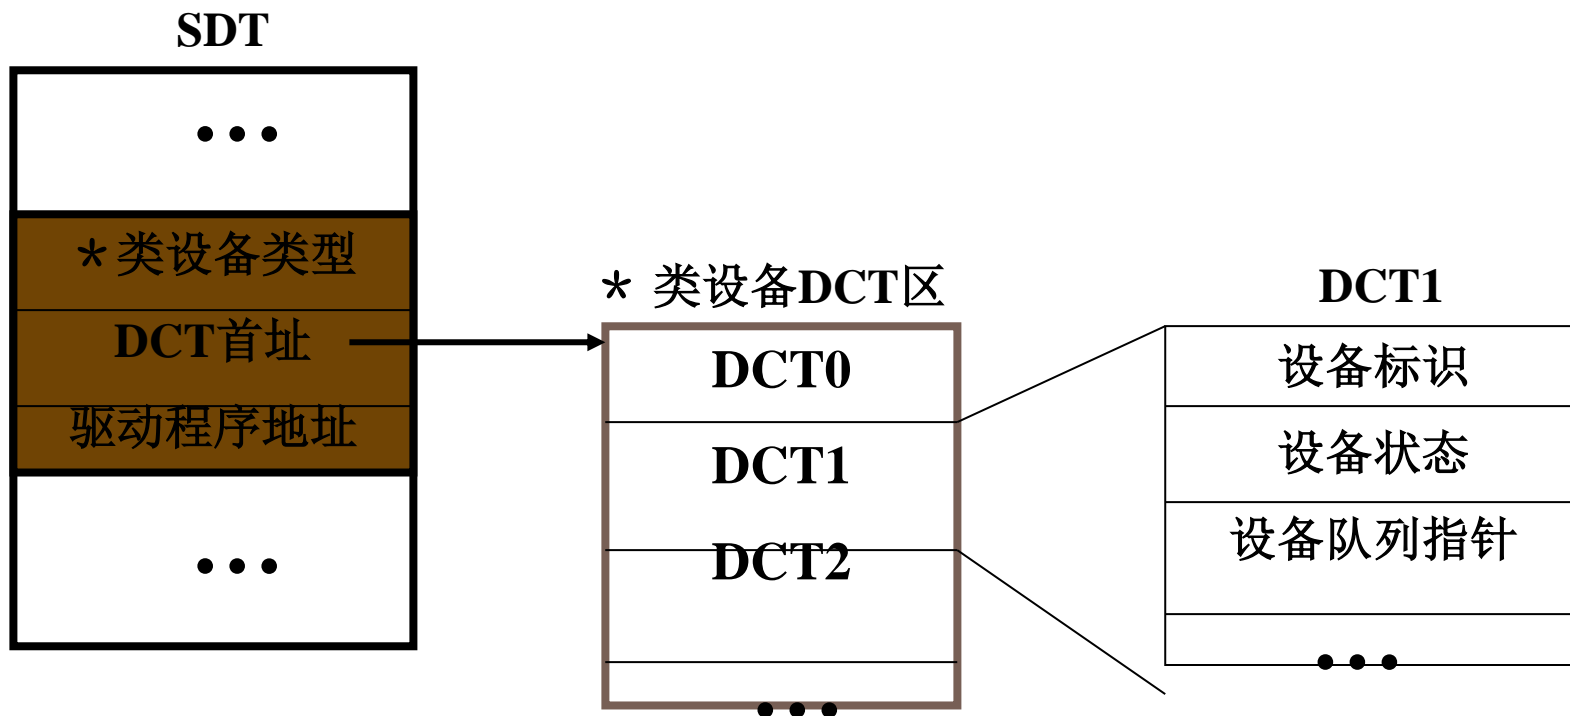 SDT
…
*类设备类型
DCT首址
驱动程序地址
…
* 类设备DCT区
DCT0
DCT1
DCT2
…
DCT1
设备标识
设备状态
设备队列指针
…